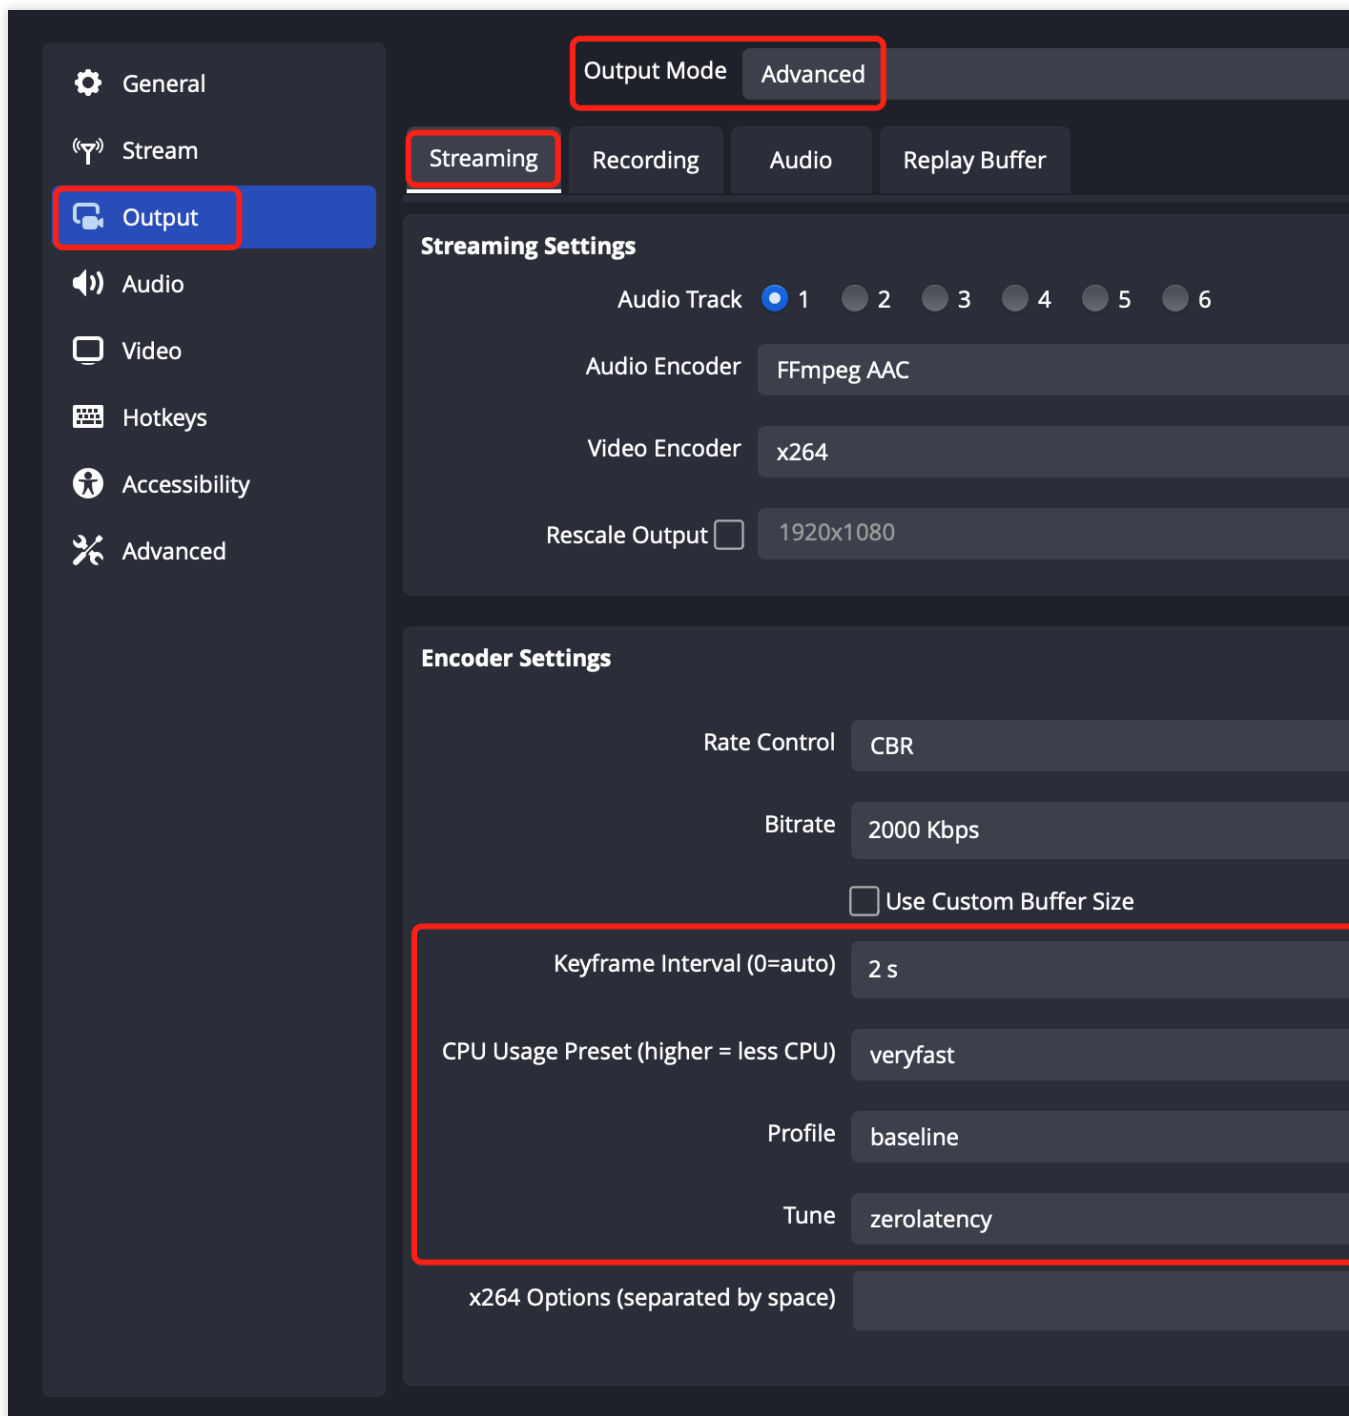 General
Stream
Output
Audio
Video
Hotkeys
Accessibility
Advanced
Output Mode Advanced
Streaming Recording Audio Replay Buffer
Streaming Settings
Audio Track 1 2 3 4 5 6
Audio Encoder FFmpeg AAC
Video Encoder x264
Rescale Output 1920x1080
Encoder Settings
Rate Control CBR
Bitrate 2000 Kbps
Use Custom Buffer Size
Keyframe Interval (0=auto) 2 s
CPU Usage Preset (higher = less CPU) veryfast
Profile baseline
Tune zerolatency
x264 Options (separated by space)